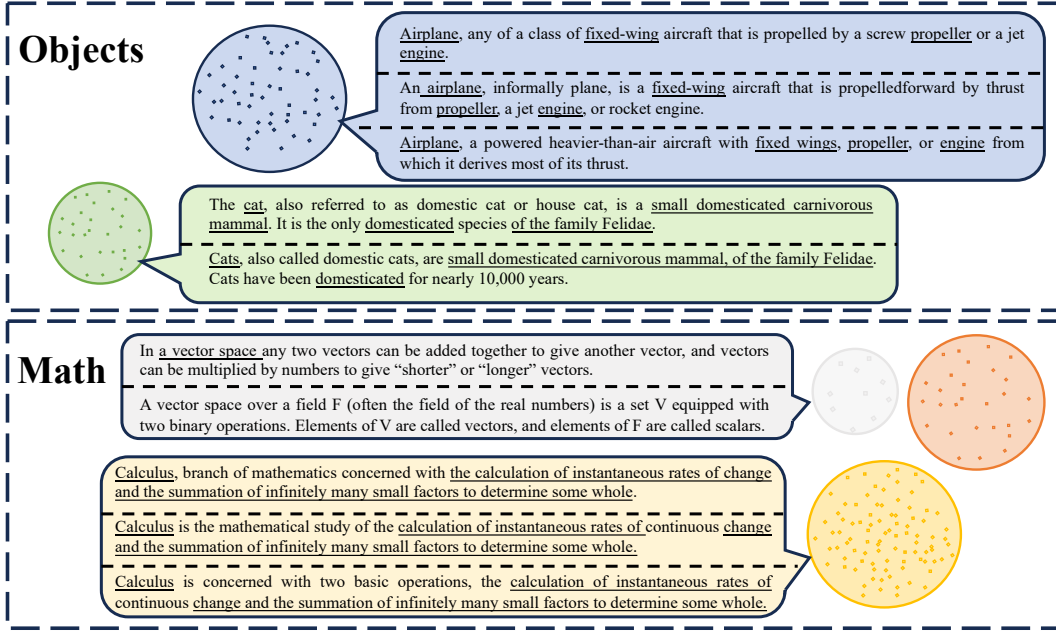 Objects
Airplane, any of a class of fixed-wing aircraft that is propelled by a screw propeller or a jet
engine.
An airplane, informally plane, is a fixed-wing aircraft that is propelledforward by thrust
from propeller, a jet engine, or rocket engine.
Airplane, a powered heavier-than-air aircraft with fixed wings, propeller, or engine from
which it derives most of its thrust.
The cat, also referred to as domestic cat or house cat, is a small domesticated carnivorous
mammal. It is the only domesticated species of the family Felidae.
Cats, also called domestic cats, are small domesticated carnivorous mammal, of the family Felidae.
Cats have been domesticated for nearly 10,000 years.
Math
In a vector space any two vectors can be added together to give another vector, and vectors
can be multiplied by numbers to give “shorter” or “longer” vectors.
A vector space over a field F (often the field of the real numbers) is a set V equipped with
two binary operations. Elements of V are called vectors, and elements of F are called scalars.
Calculus, branch of mathematics concerned with the calculation of instantaneous rates of change
and the summation of infinitely many small factors to determine some whole.
Calculus is the mathematical study of the calculation of instantaneous rates of continuous change
and the summation of infinitely many small factors to determine some whole.
Calculus is concerned with two basic operations, the calculation of instantaneous rates of
continuous change and the summation of infinitely many small factors to determine some whole.